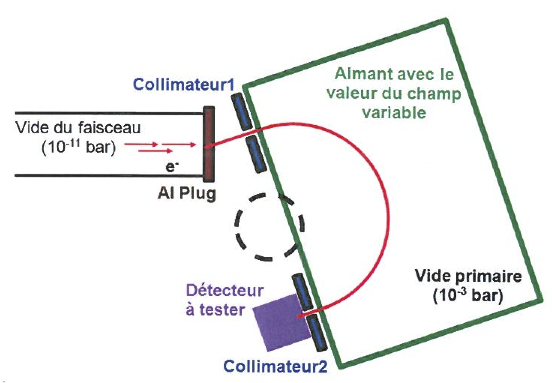 Collimateur1
Aimant avec le
valeur du champ
variable
Vide du faisceau
(10⁻¹¹ bar)
e⁻
Al Plug
Vide primaire
(10⁻³ bar)
Détecteur
à tester
Collimateur2